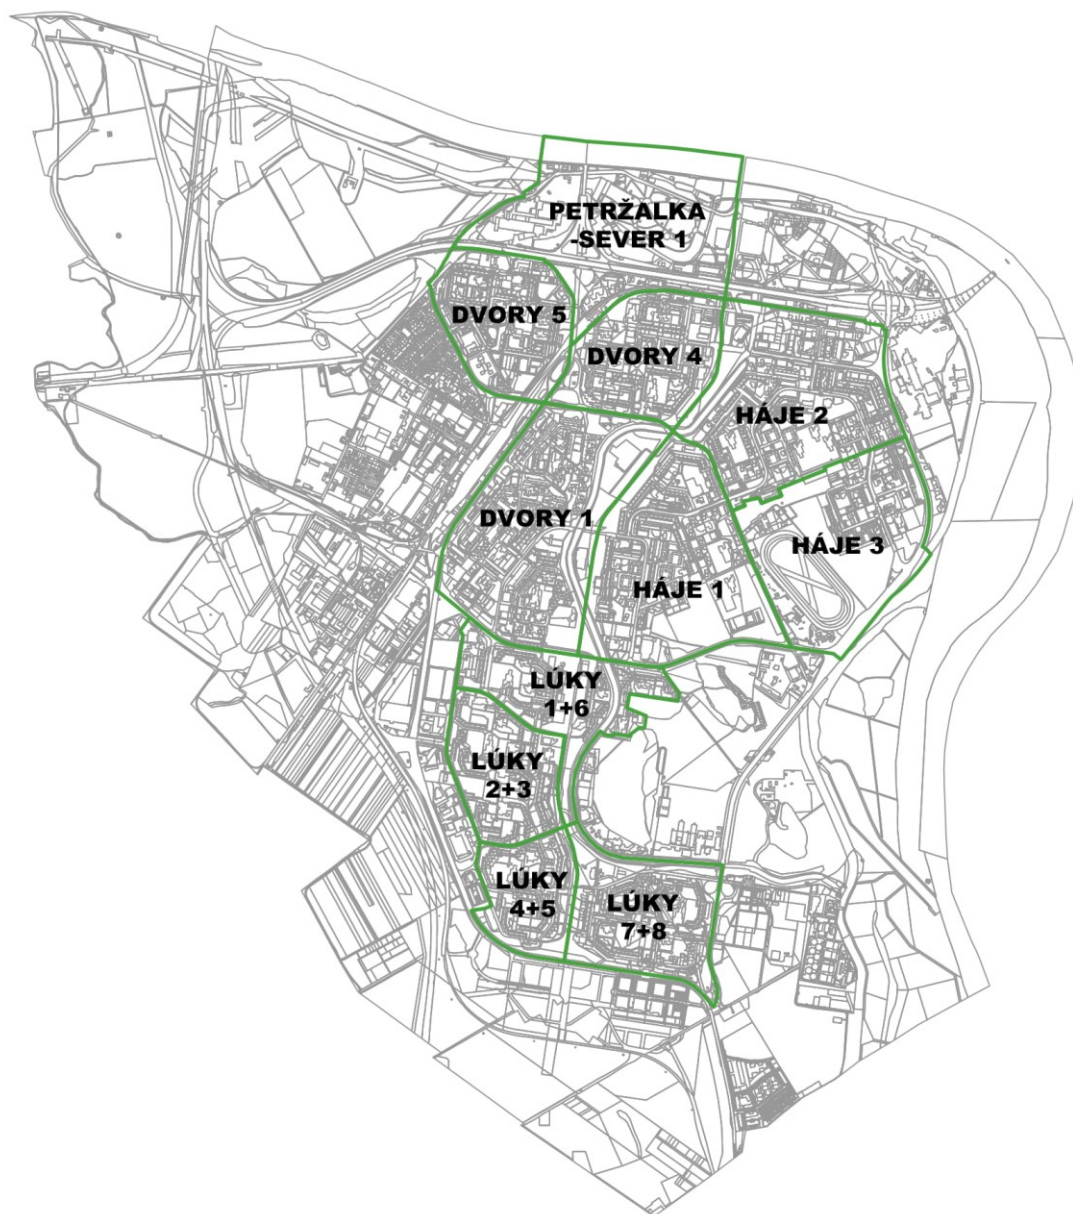 PETRŽALKA
-SEVER 1
DVORY 5
DVORY 4
HÁJE 2
DVORY 1
HÁJE 3
HÁJE 1
LÚKY
1+6
LÚKY
2+3
LÚKY
4+5
LÚKY
7+8